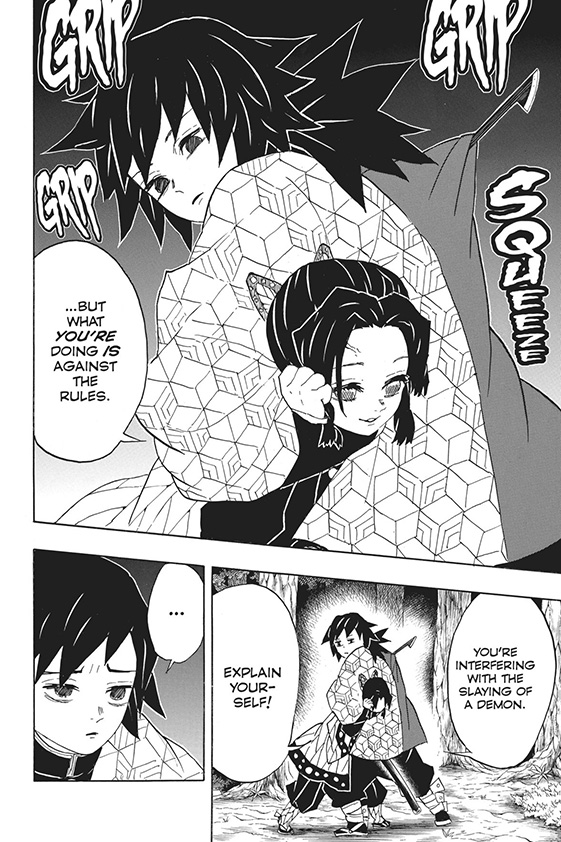 GRIP
GRIP
GRIP
SQUEEZE
...BUT
WHAT
YOU'RE
DOING IS
AGAINST
THE
RULES.
YOU'RE
INTERFERING
WITH THE
SLAYING OF
A DEMON.
EXPLAIN
YOUR-
SELF!
...